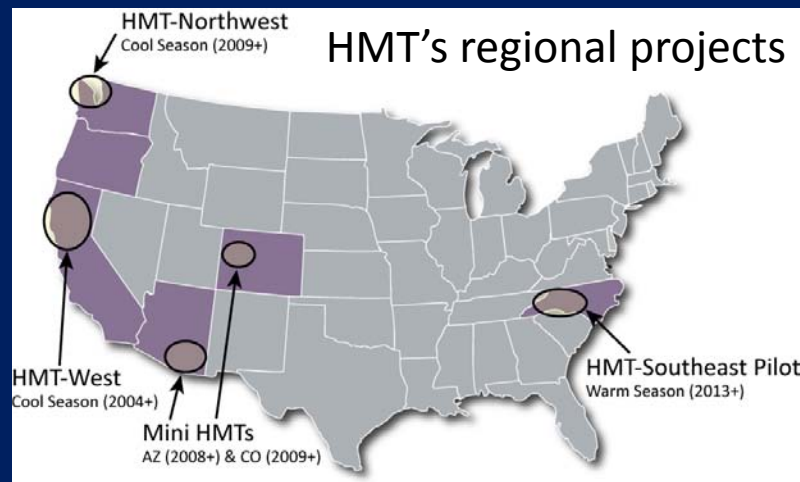 HMT-Northwest
Cool Season (2009+)
HMT's regional projects
HMT-West
Cool Season (2004+)
Mini HMTs
AZ (2008+) & CO (2009+)
HMT-Southeast Pilot
Warm Season (2013+)